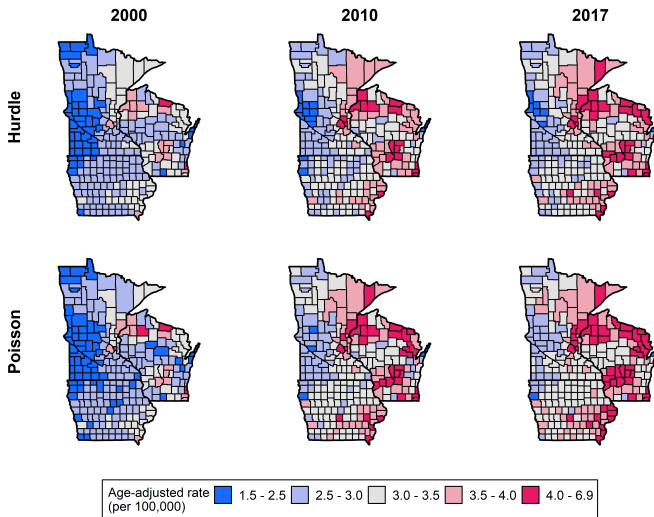 2000 2010 2017
Hurdle
Poisson
Age-adjusted rate
(per 100,000)
1.5 - 2.5 2.5 - 3.0 3.0 - 3.5 3.5 - 4.0 4.0 - 6.9